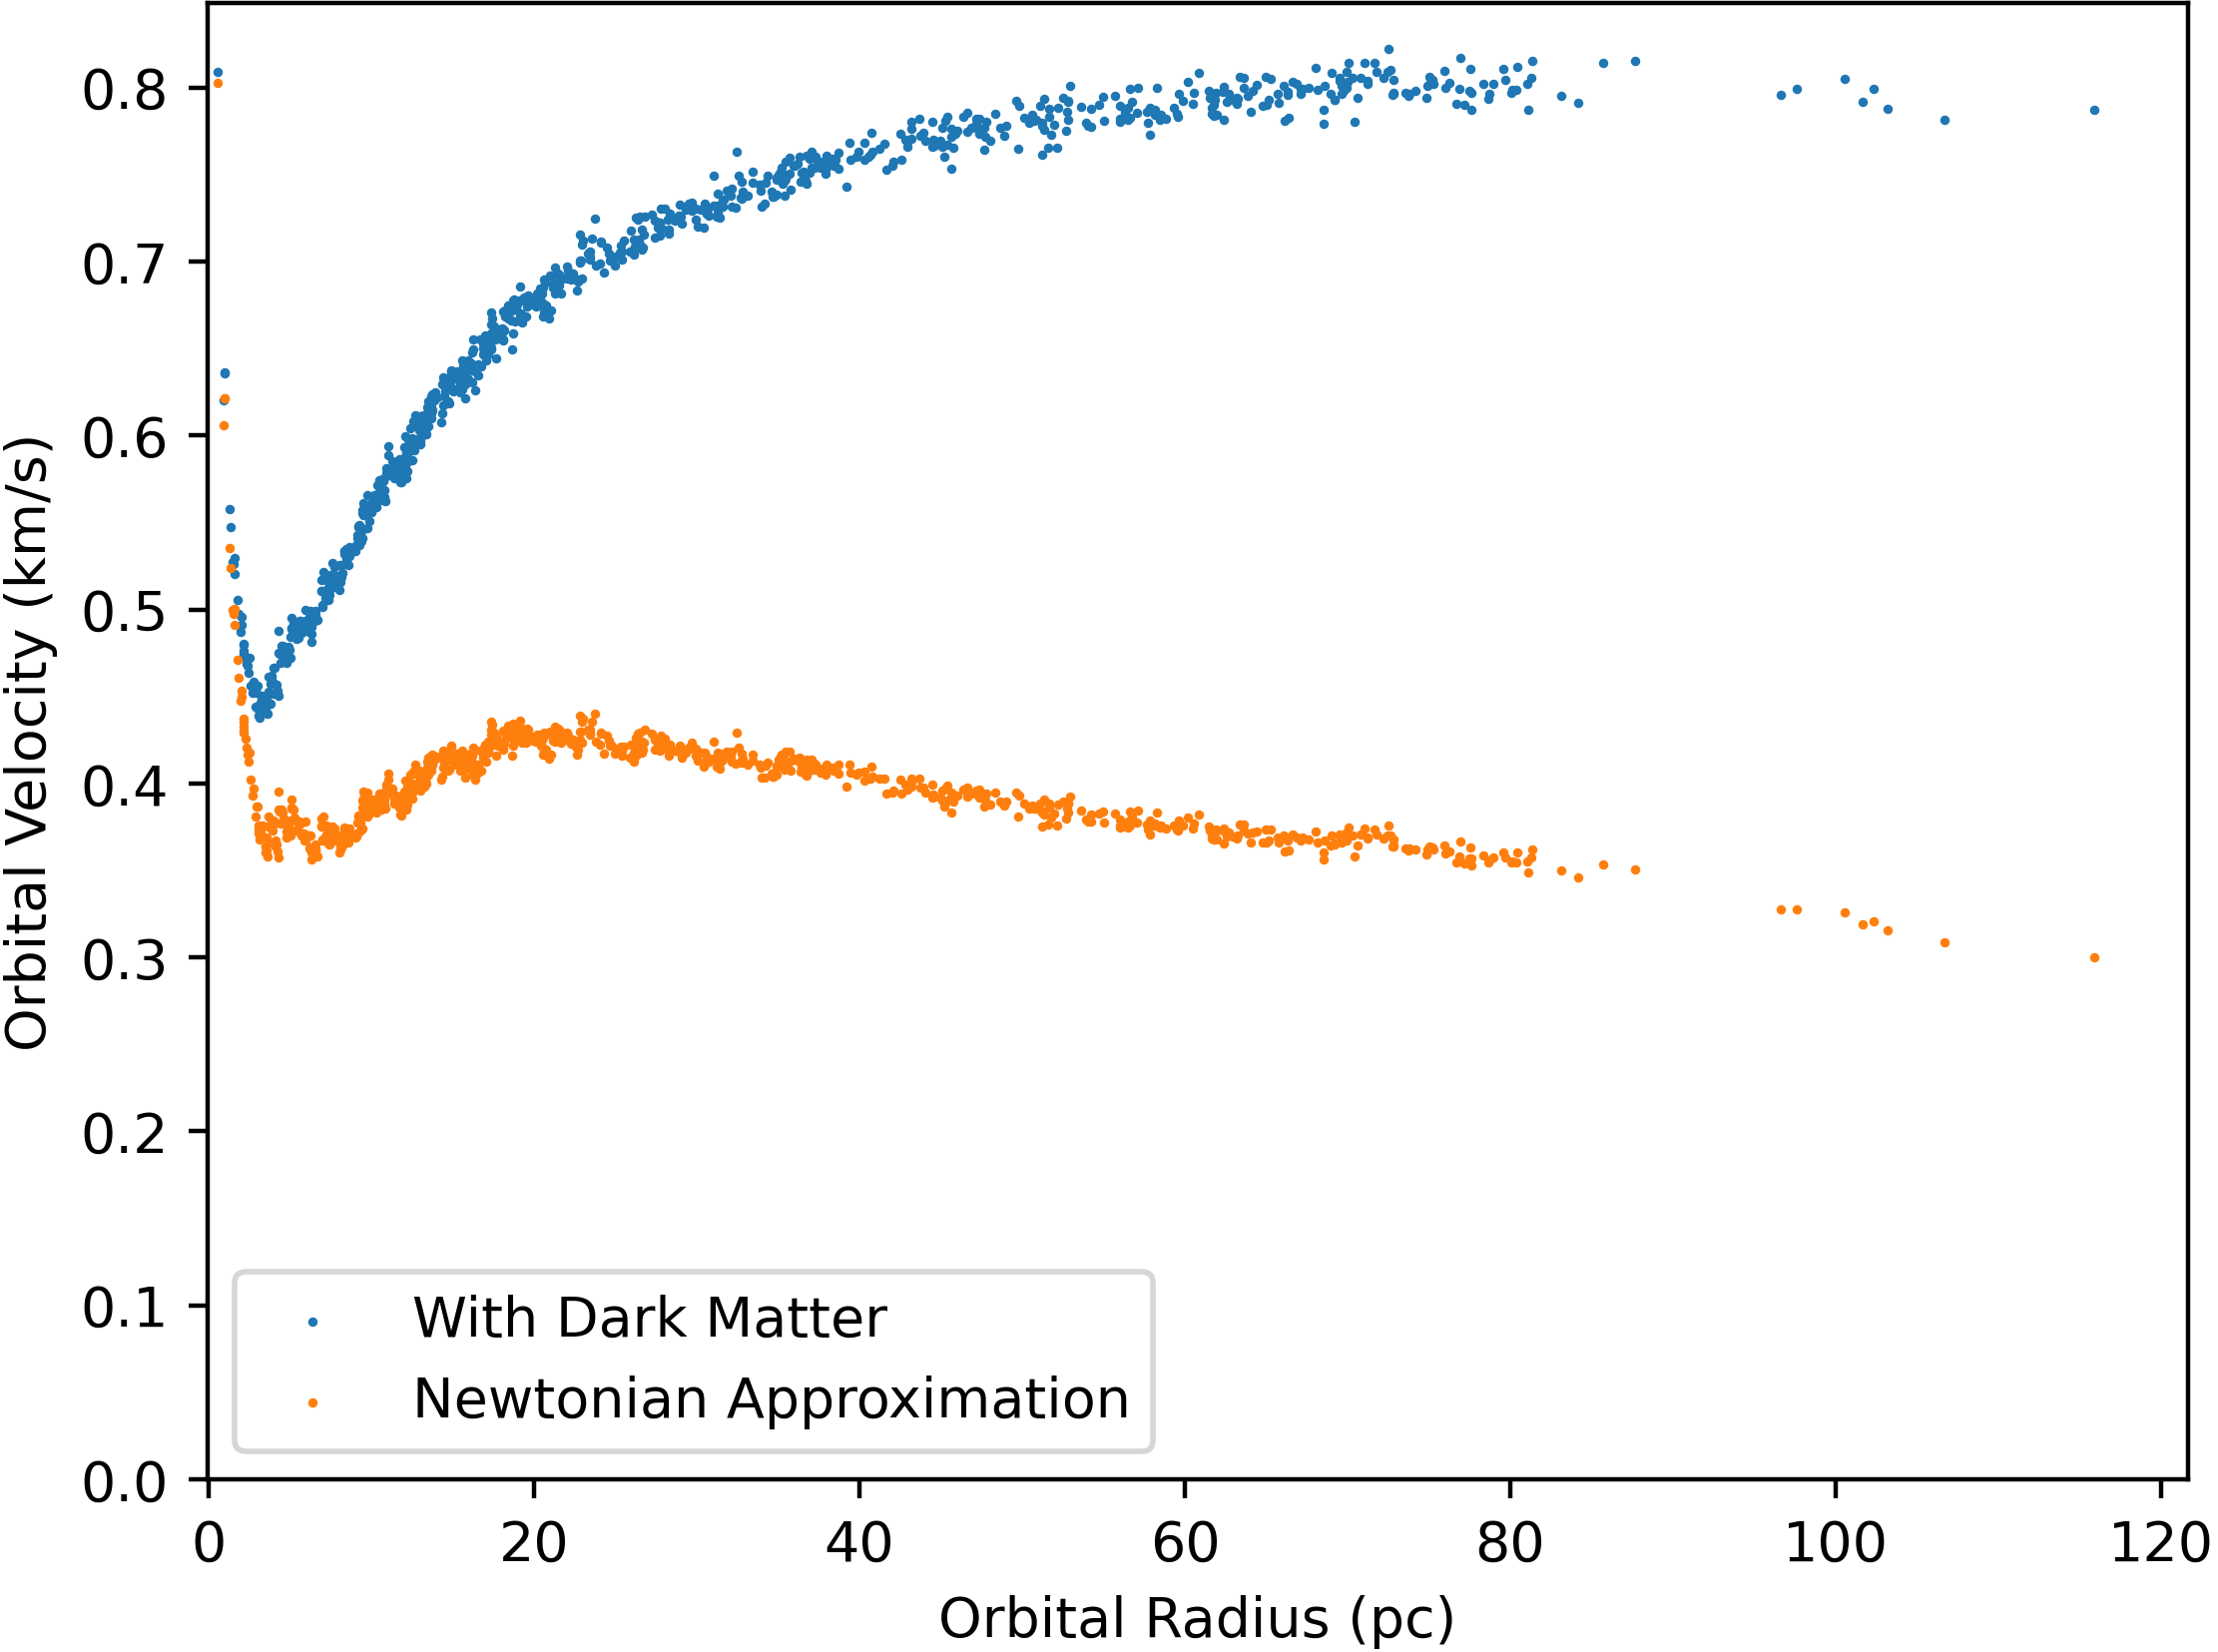 Orbital Velocity (km/s)
0.8
0.7
0.6
0.5
0.4
0.3
0.2
0.1
0.0
With Dark Matter
Newtonian Approximation
0 20 40 60 80 100 120
Orbital Radius (pc)